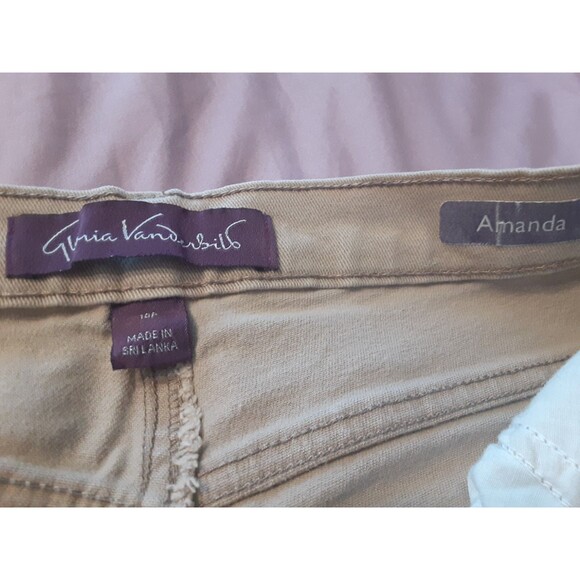 Gloria Vanderbilt
Amanda
MADE IN
SRI LANKA